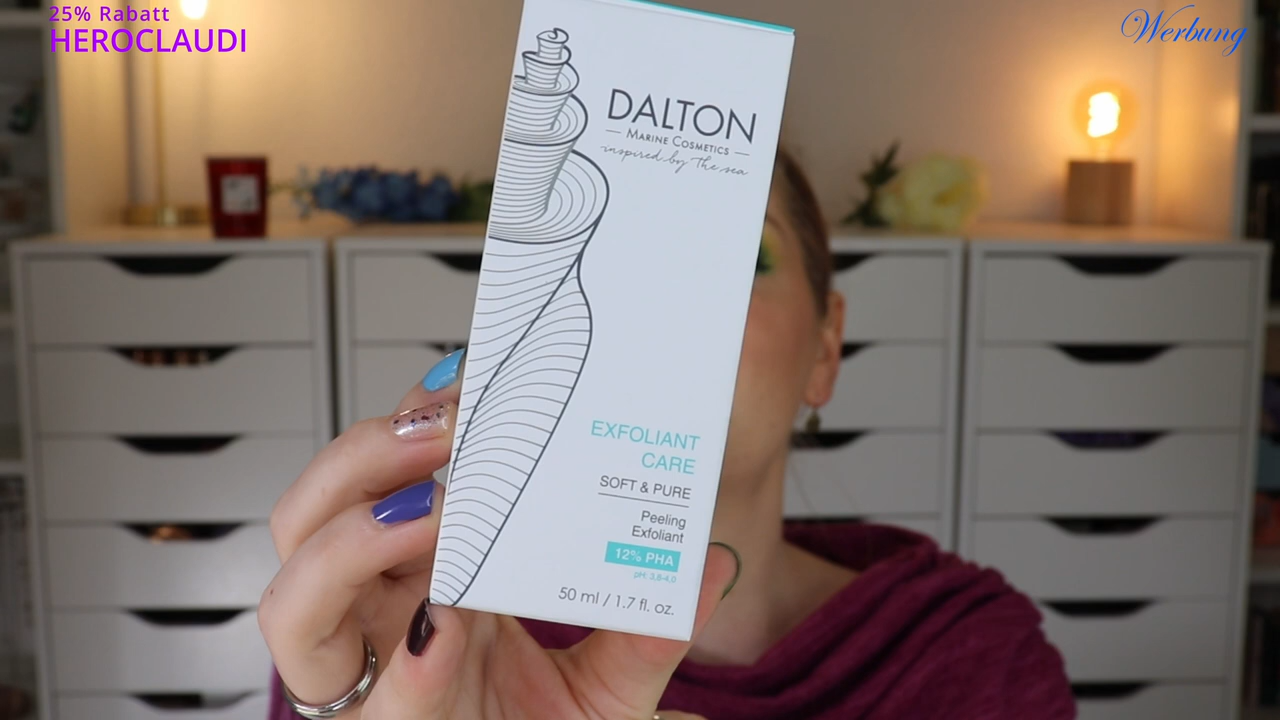 25% Rabatt
HEROCLAUDI
Werbung
DALTON
— MARINE COSMETICS —
inspired by the sea
EXFOLIANT
CARE
SOFT & PURE
Peeling
Exfoliant
12% PHA
pH: 3,8-4,0
50 ml / 1.7 fl. oz.